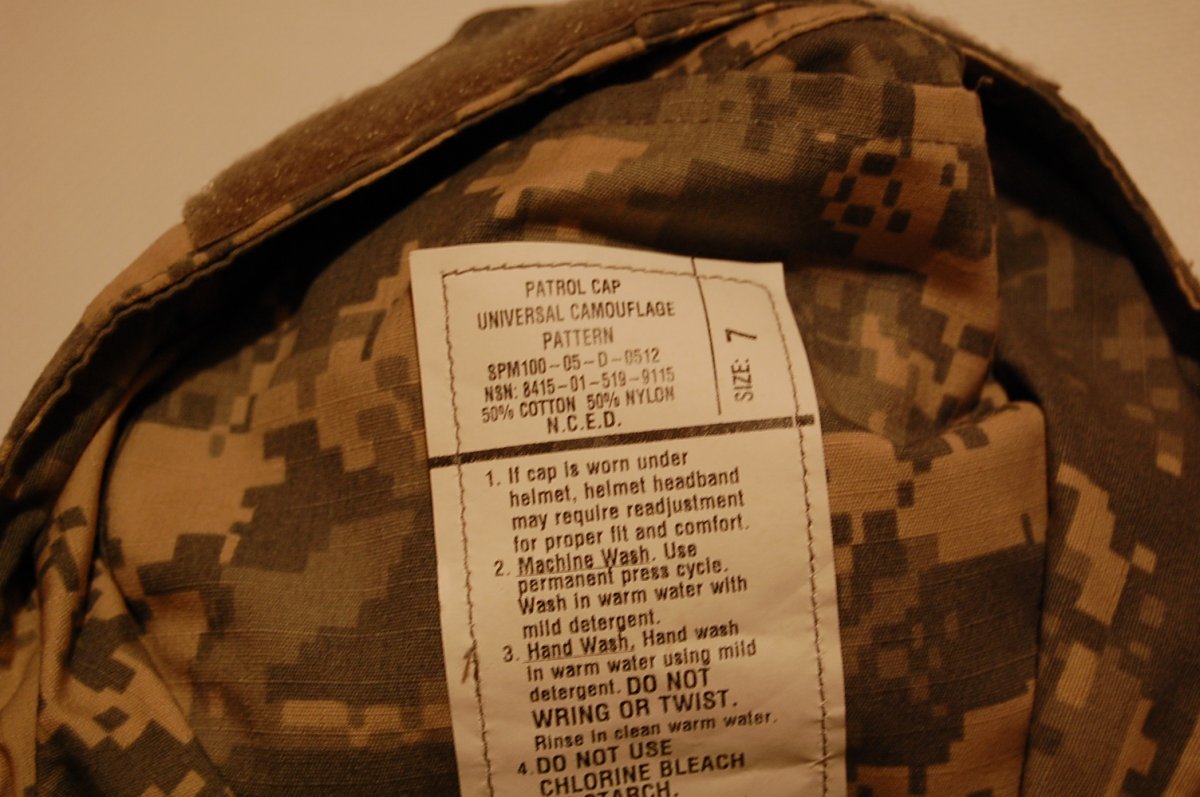 PATROL CAP
UNIVERSAL CAMOUFLAGE
PATTERN
SPM100-05-D-0512
NSN: 8415-01-519-9115
50% COTTON 50% NYLON
N.C.E.D.
SIZE: 7
1. If cap is worn under
helmet, helmet headband
may require readjustment
for proper fit and comfort.
2. Machine Wash. Use
permanent press cycle.
Wash in warm water with
mild detergent.
3. Hand Wash, Hand wash
in warm water using mild
detergent. DO NOT
WRING OR TWIST.
Rinse in clean warm water.
4. DO NOT USE
CHLORINE BLEACH
STARCH.